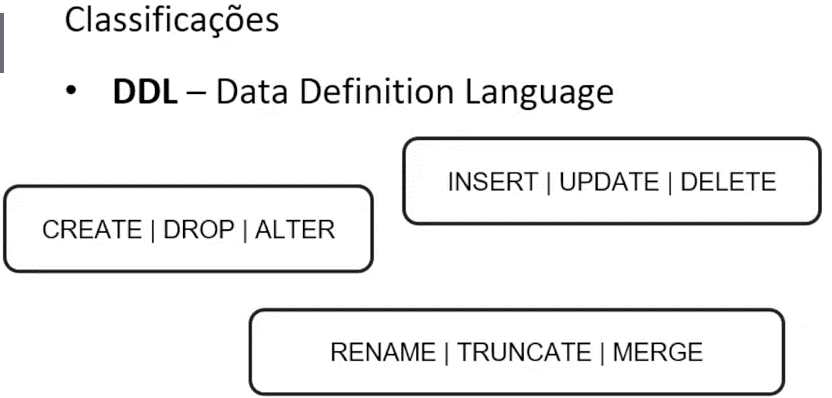 Classificações
• DDL – Data Definition Language
INSERT | UPDATE | DELETE
CREATE | DROP | ALTER
RENAME | TRUNCATE | MERGE